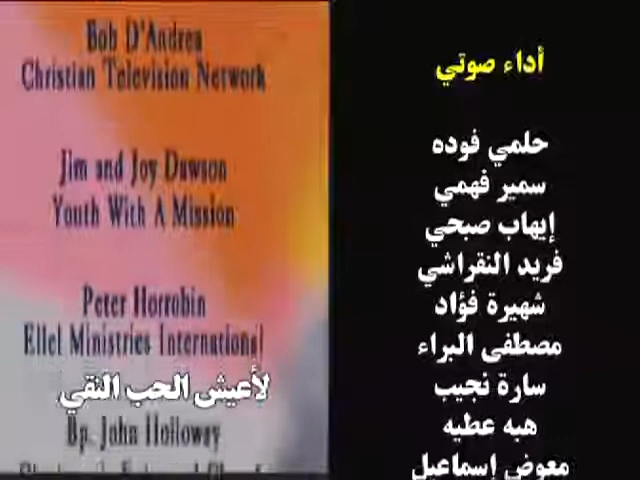 Bob D'Andrea
Christian Television Network
Jim and Joy Dawson
Youth With A Mission
Peter Horrobin
Ellel Ministries International
لأعيش الحب النقي
Bp. John Holloway
أداء صوتي
حلمي فوده
سمير فهمي
إيهاب صبحي
فريد النقراشي
شهيرة فؤاد
مصطفى البراء
سارة نجيب
هبه عطيه
معوض إسماعيل